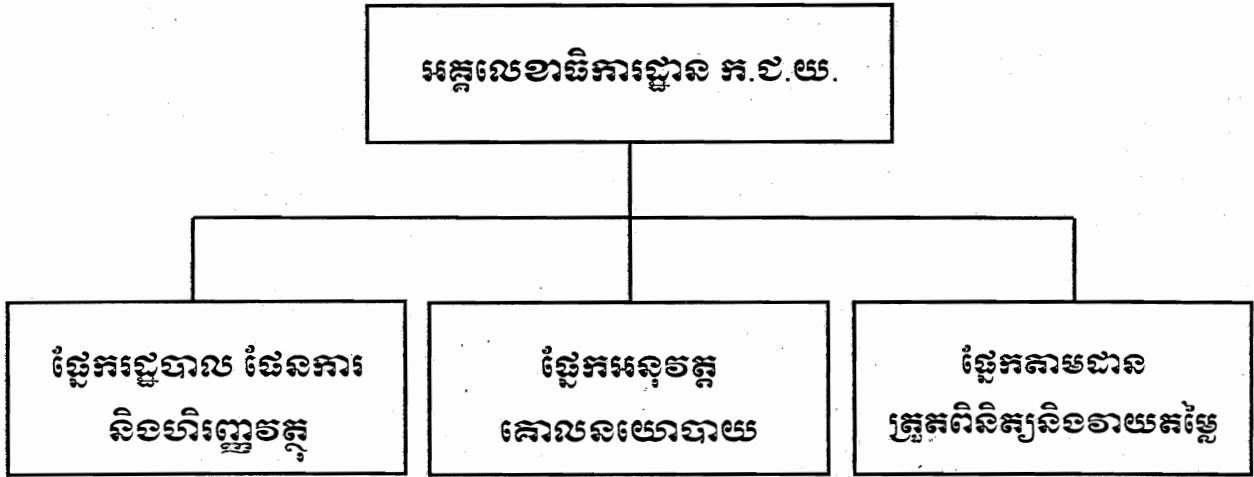 អគ្គលេខាធិការដ្ឋាន ក.ជ.យ.
ផ្នែករដ្ឋបាល ផែនការ
និងហិរញ្ញវត្ថុ
ផ្នែកអនុវត្ត
គោលនយោបាយ
ផ្នែកតាមដាន
ត្រួតពិនិត្យនិងវាយតម្លៃ